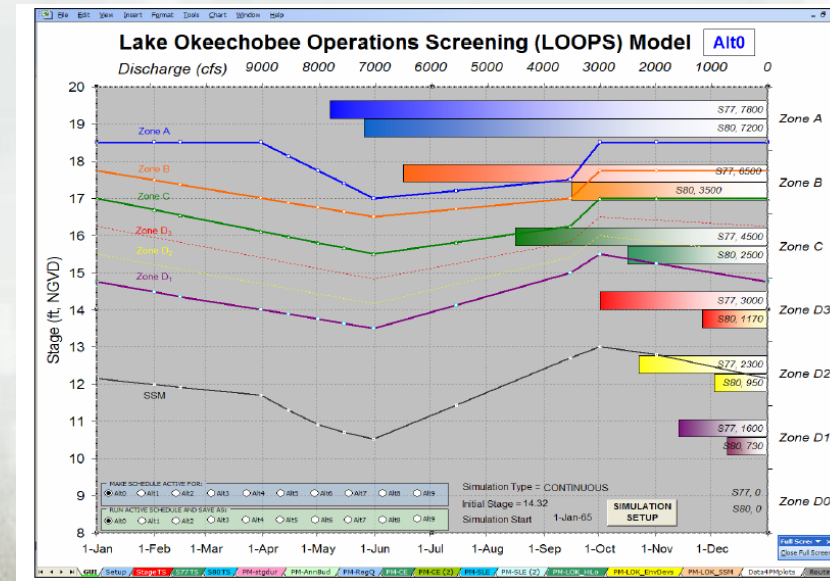 File Edit View Insert Format Tools Chart Window Help
Lake Okeechobee Operations Screening (LOOPS) Model Alt0
Discharge (cfs) 9000 8000 7000 6000 5000 4000 3000 2000 1000 0
20
19
18
17
16
15
14
13
12
11
10
9
8
Stage (ft, NGVD)
Zone A
Zone B
Zone C
Zone D3
Zone D2
Zone D1
SSM
S77, 7800
S80, 7200
Zone A
S77, 6500
S80, 3500
Zone B
S77, 4500
S80, 2500
Zone C
S77, 3000
S80, 1170
Zone D3
S77, 2300
S80, 950
Zone D2
S77, 1600
S80, 730
Zone D1
S77, 0
S80, 0
Zone D0
MAKE SCHEDULE ACTIVE FOR:
Alt0 Alt1 Alt2 Alt3 Alt4 Alt5 Alt6 Alt7 Alt8 Alt9
RUN ACTIVE SCHEDULE AND SAVE AS:
Alt0 Alt1 Alt2 Alt3 Alt4 Alt5 Alt6 Alt7 Alt8 Alt9
Simulation Type = CONTINUOUS
Initial Stage = 14.32
Simulation Start 1-Jan-65
SIMULATION
SETUP
1-Jan 1-Feb 1-Mar 1-Apr 1-May 1-Jun 1-Jul 1-Aug 1-Sep 1-Oct 1-Nov 1-Dec
Full Scree
Close Full Screen
GUI Setup StageTS S77TS S80TS PM-stgdur PM-AnnBud PM-RegQ PM-CE PM-CE (2) PM-SLE PM-SLE (2) PM-LOK_HiLo PM-LOK_EnvDevs PM-LOK_SSM Data4PMplots Route